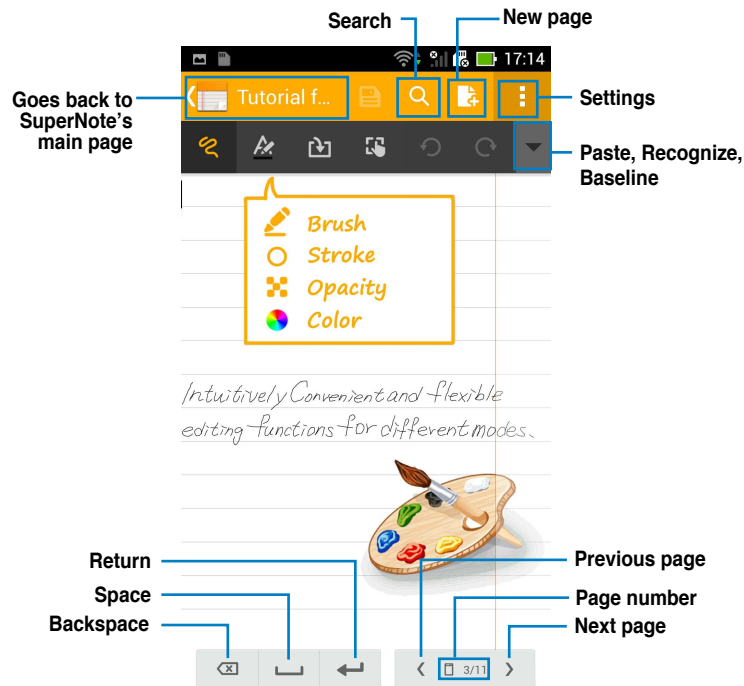 Search
New page
17:14
Goes back to
SuperNote's
main page
Tutorial f...
Settings
Paste, Recognize,
Baseline
Brush
Stroke
Opacity
Color
Intuitively Convenient and flexible
editing functions for different modes.
Return
Space
Backspace
Previous page
Page number
Next page
3/11